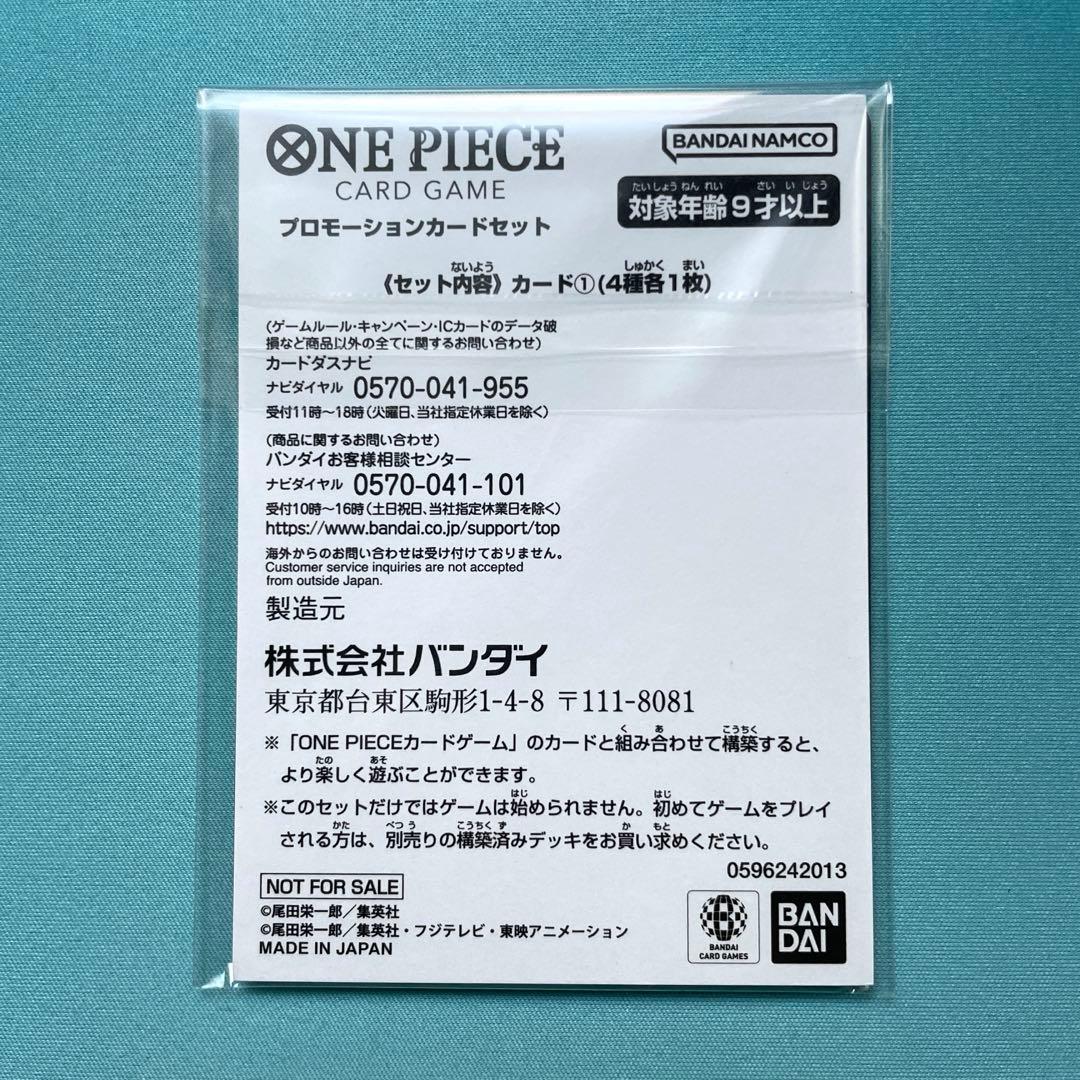 ONE PIECE
CARD GAME
プロモーションカードセット
BANDAI NAMCO
たいしょうねんれい さいいじょう
対象年齢9才以上
ないよう しゅかく まい
《セット内容》カード①(4種各1枚)
(ゲームルール・キャンペーン・ICカードのデータ破
損など商品以外の全てに関するお問い合わせ)
カードダスナビ
ナビダイヤル 0570-041-955
受付11時～18時(火曜日、当社指定休業日を除く)
(商品に関するお問い合わせ)
バンダイお客様相談センター
ナビダイヤル 0570-041-101
受付10時～16時(土日祝日、当社指定休業日を除く)
https://www.bandai.co.jp/support/top
海外からのお問い合わせは受け付けておりません。
Customer service inquiries are not accepted
from outside Japan.
製造元
株式会社バンダイ
東京都台東区駒形1-4-8 〒111-8081
く あ こうちく
※「ONE PIECEカードゲーム」のカードと組み合わせて構築すると、
たの あそ
より楽しく遊ぶことができます。
はじ はじ
※このセットだけではゲームは始められません。初めてゲームをプレイ
かた べつう こうちくず か もと
される方は、別売りの構築済みデッキをお買い求めください。
0596242013
NOT FOR SALE
©尾田栄一郎／集英社
©尾田栄一郎／集英社・フジテレビ・東映アニメーション
MADE IN JAPAN
BANDAI
CARD GAMES
BAN
DAI